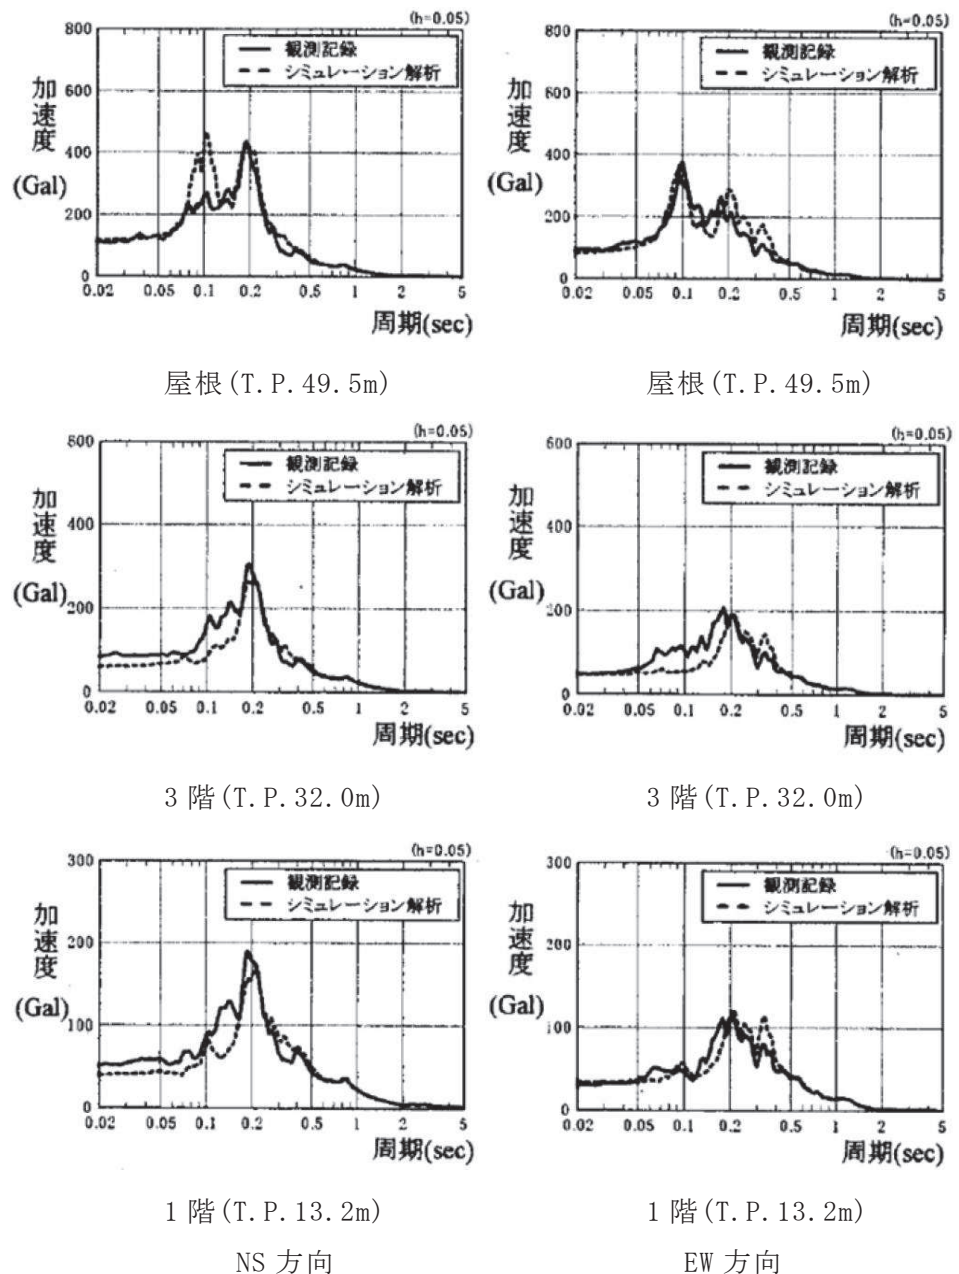 (h=0.05)
800
600
400
200
0
加速度
(Gal)
観測記録
シミュレーション解析
0.02 0.05 0.1 0.2 0.5 1 2 5
周期(sec)
屋根(T.P.49.5m)
(h=0.05)
800
600
400
200
0
加速度
(Gal)
観測記録
シミュレーション解析
0.02 0.05 0.1 0.2 0.5 1 2 5
周期(sec)
屋根(T.P.49.5m)
(h=0.05)
600
400
200
0
加速度
(Gal)
観測記録
シミュレーション解析
0.02 0.05 0.1 0.2 0.5 1 2 5
周期(sec)
3階(T.P.32.0m)
(h=0.05)
600
400
200
0
加速度
(Gal)
観測記録
シミュレーション解析
0.02 0.05 0.1 0.2 0.5 1 2 5
周期(sec)
3階(T.P.32.0m)
(h=0.05)
300
200
100
0
加速度
(Gal)
観測記録
シミュレーション解析
0.02 0.05 0.1 0.2 0.5 1 2 5
周期(sec)
1階(T.P.13.2m)
NS 方向
(h=0.05)
300
200
100
0
加速度
(Gal)
観測記録
シミュレーション解析
0.02 0.05 0.1 0.2 0.5 1 2 5
周期(sec)
1階(T.P.13.2m)
EW 方向